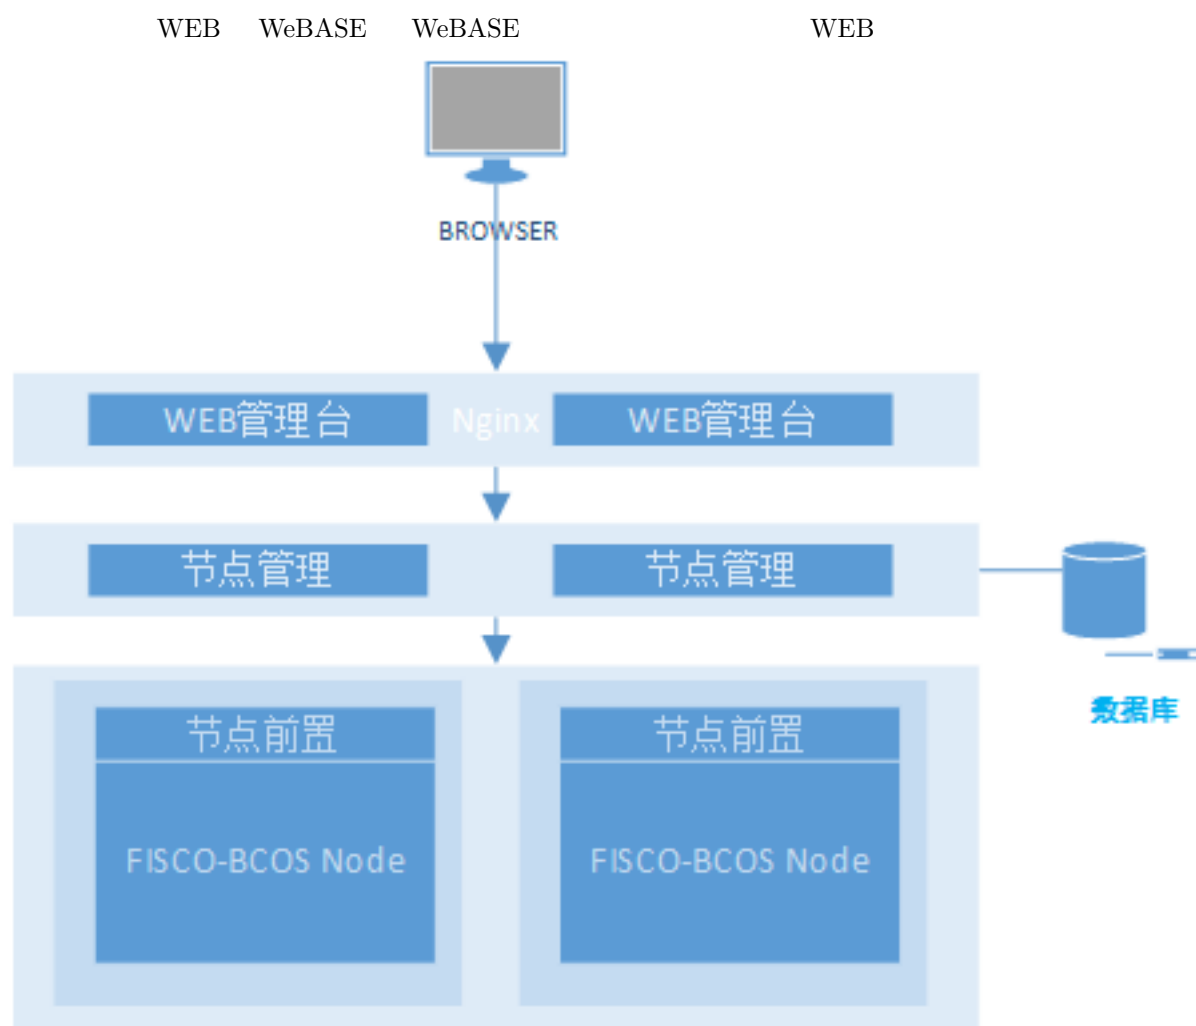 WEB WeBASE WeBASE WEB
BROWSER
WEB管理台 Nginx WEB管理台
节点管理 节点管理
数据库
节点前置 节点前置
FISCO-BCOS Node FISCO-BCOS Node